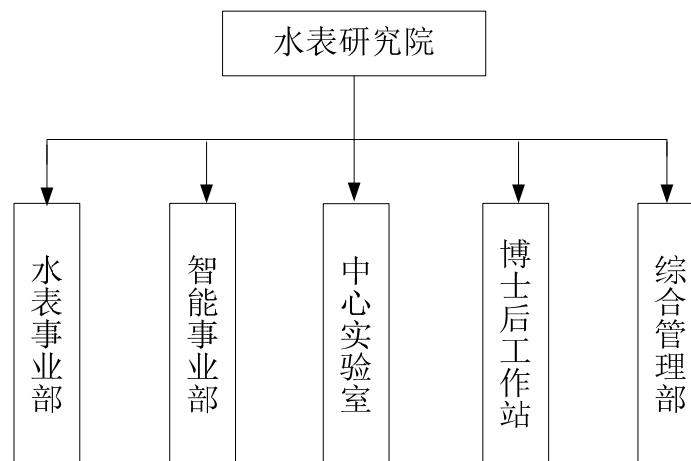 水表研究院
水表事业部
智能事业部
中心实验室
博士后工作站
综合管理部